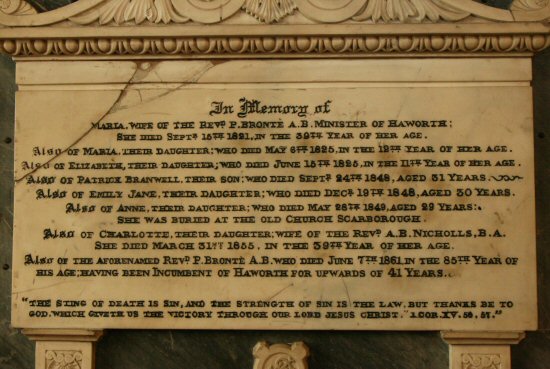 In Memory of
MARIA, WIFE OF THE REVD. P. BRONTË A.B. MINISTER OF HAWORTH;
SHE DIED SEPTR. 15TH 1821, IN THE 39TH YEAR OF HER AGE.
ALSO OF MARIA, THEIR DAUGHTER; WHO DIED MAY 6TH 1825, IN THE 12TH YEAR OF HER AGE.
ALSO OF ELIZABETH, THEIR DAUGHTER; WHO DIED JUNE 15TH 1825, IN THE 11TH YEAR OF HER AGE.
ALSO OF PATRICK BRANWELL, THEIR SON; WHO DIED SEPTR. 24TH 1848, AGED 31 YEARS.
ALSO OF EMILY JANE, THEIR DAUGHTER; WHO DIED DECR. 19TH 1848, AGED 30 YEARS.
ALSO OF ANNE, THEIR DAUGHTER; WHO DIED MAY 28TH 1849, AGED 29 YEARS;
SHE WAS BURIED AT THE OLD CHURCH SCARBOROUGH.
ALSO OF CHARLOTTE, THEIR DAUGHTER; WIFE OF THE REVD. A.B. NICHOLLS, B.A.
SHE DIED MARCH 31ST 1855, IN THE 39TH YEAR OF HER AGE.
ALSO OF THE AFORENAMED REVD. P. BRONTË A.B. WHO DIED JUNE 7TH 1861 IN THE 85TH YEAR OF
HIS AGE; HAVING BEEN INCUMBENT OF HAWORTH FOR UPWARDS OF 41 YEARS.
"THE STING OF DEATH IS SIN, AND THE STRENGTH OF SIN IS THE LAW, BUT THANKS BE TO
GOD, WHICH GIVETH US THE VICTORY THROUGH OUR LORD JESUS CHRIST." 1.COR. XV. 56, 57."